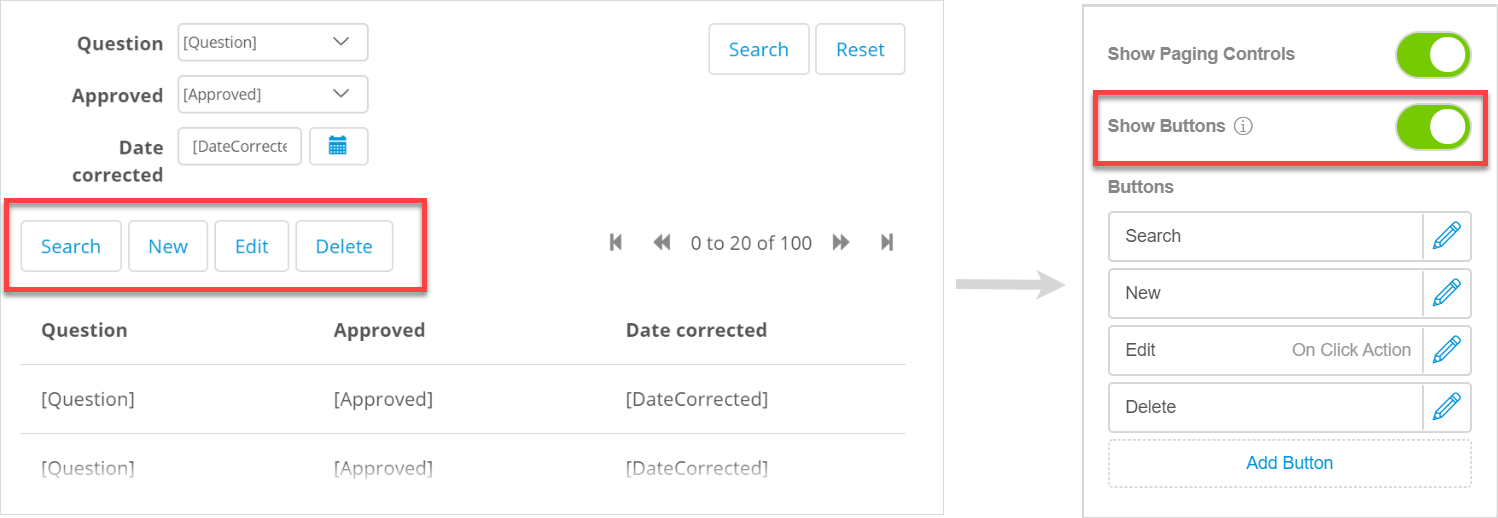 Question [Question]
Search Reset
Approved [Approved]
Date
corrected
[DateCorrecte
Search New Edit Delete
0 to 20 of 100
Question Approved Date corrected
[Question] [Approved] [DateCorrected]
[Question] [Approved] [DateCorrected]
Show Paging Controls
Show Buttons
Buttons
Search
New
Edit On Click Action
Delete
Add Button